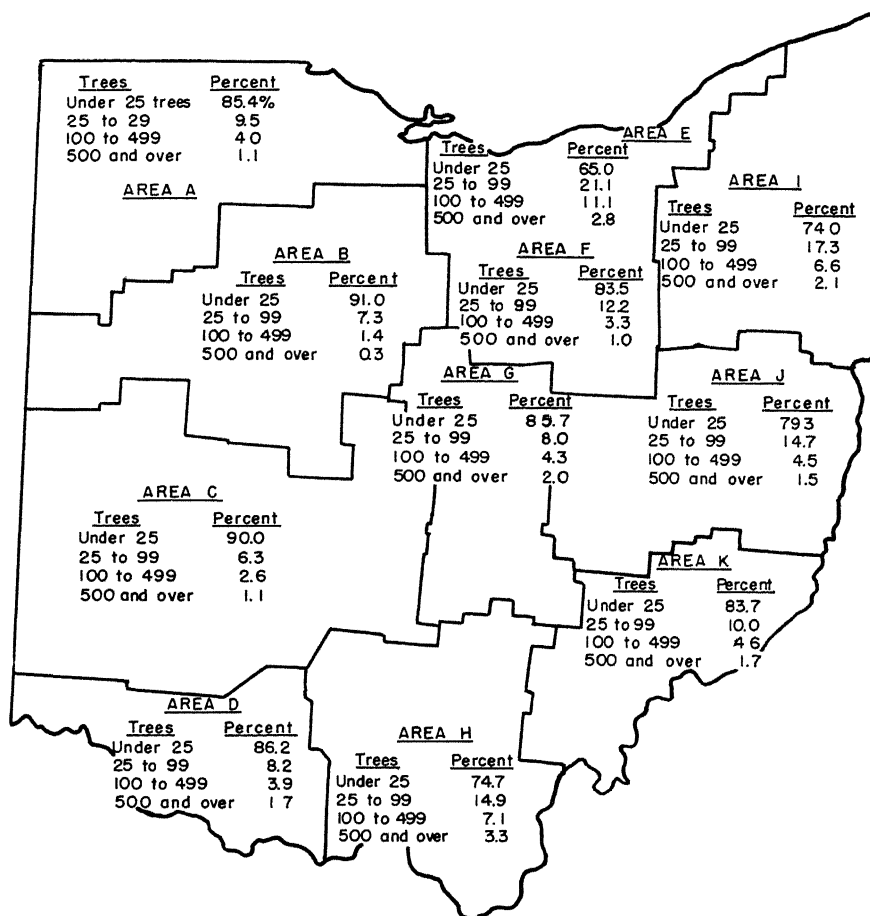 Trees Percent
Under 25 trees 85.4%
25 to 29 9.5
100 to 499 4.0
500 and over 1.1
AREA A
AREA E
Trees Percent
Under 25 65.0
25 to 99 21.1
100 to 499 11.1
500 and over 2.8
AREA I
Trees Percent
Under 25 74.0
25 to 99 17.3
100 to 499 6.6
500 and over 2.1
AREA B
Trees Percent
Under 25 91.0
25 to 99 7.3
100 to 499 1.4
500 and over 0.3
AREA F
Trees Percent
Under 25 83.5
25 to 99 12.2
100 to 499 3.3
500 and over 1.0
AREA G
Trees Percent
Under 25 85.7
25 to 99 8.0
100 to 499 4.3
500 and over 2.0
AREA J
Trees Percent
Under 25 79.3
25 to 99 14.7
100 to 499 4.5
500 and over 1.5
AREA C
Trees Percent
Under 25 90.0
25 to 99 6.3
100 to 499 2.6
500 and over 1.1
AREA K
Trees Percent
Under 25 83.7
25 to 99 10.0
100 to 499 4.6
500 and over 1.7
AREA D
Trees Percent
Under 25 86.2
25 to 99 8.2
100 to 499 3.9
500 and over 1.7
AREA H
Trees Percent
Under 25 74.7
25 to 99 14.9
100 to 499 7.1
500 and over 3.3